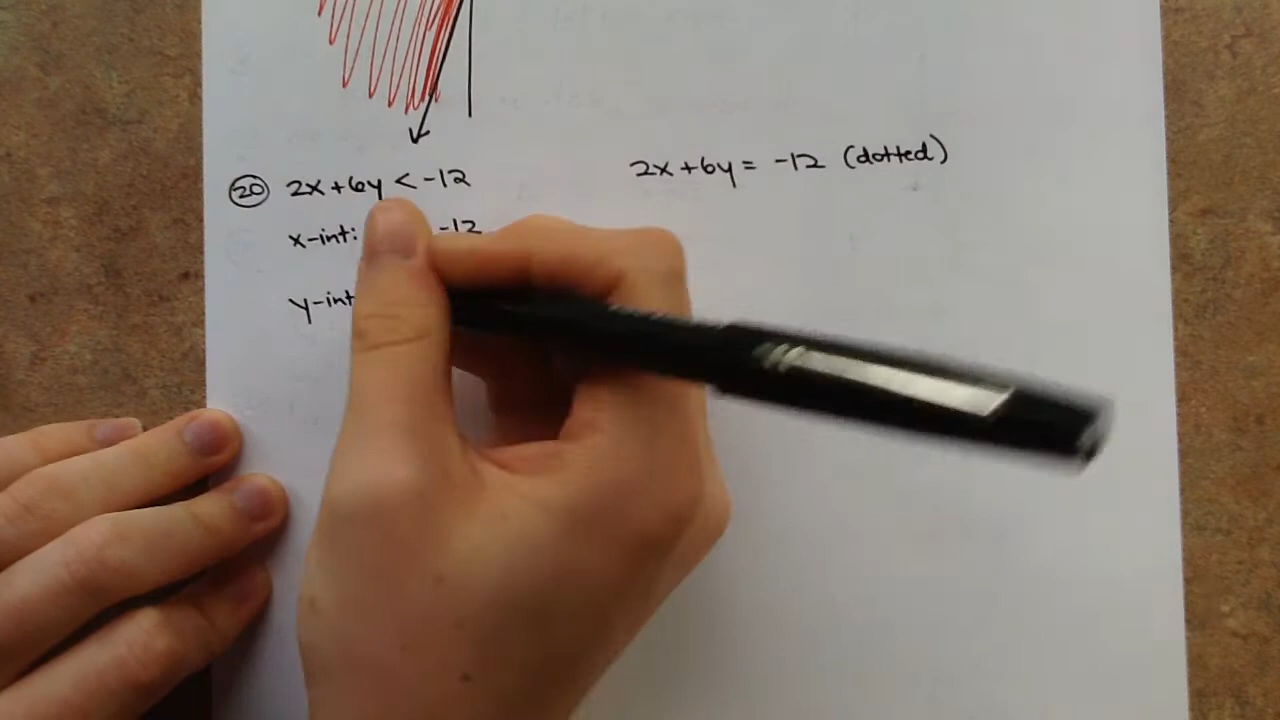 20 2x+6y < -12
2x+6y = -12 (dotted)
x-int: -12
y-int